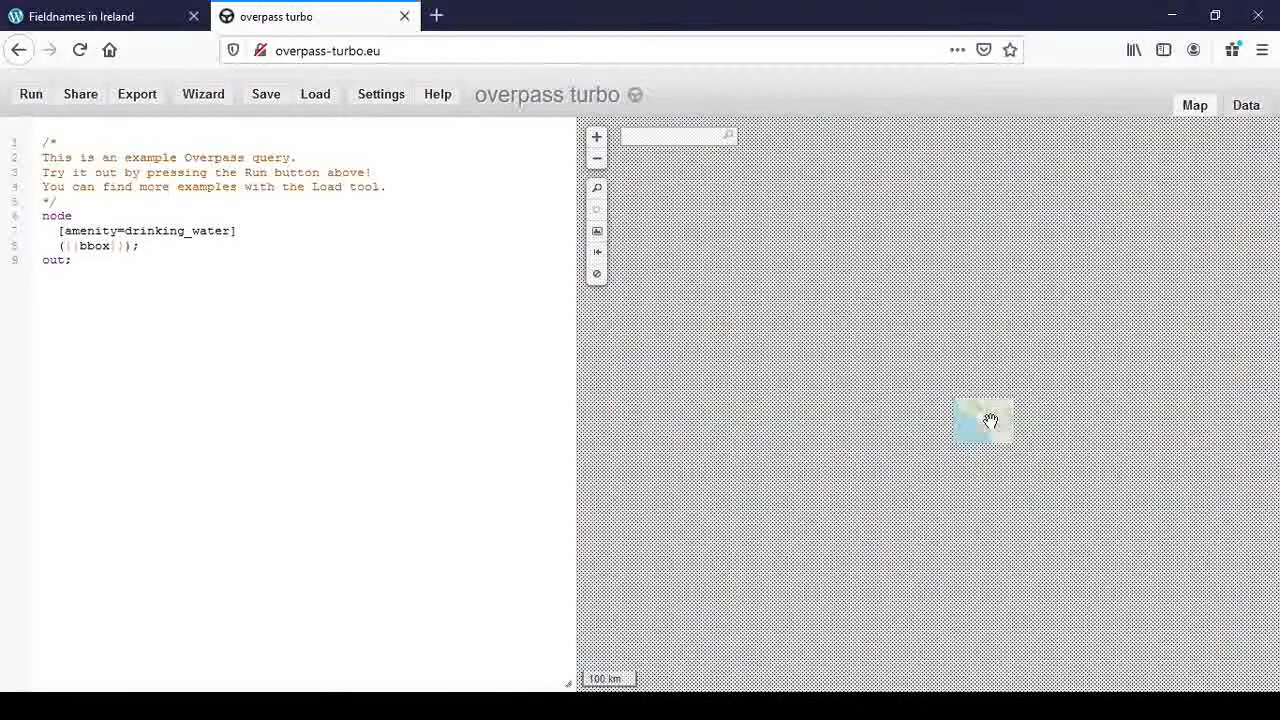 Fieldnames in Ireland
overpass turbo
overpass-turbo.eu
Run Share Export Wizard Save Load Settings Help overpass turbo
Map Data
1 /*
2 This is an example Overpass query.
3 Try it out by pressing the Run button above!
4 You can find more examples with the Load tool.
5 */
6 node
7 [amenity=drinking_water]
8 ({{bbox}});
9 out;
100 km